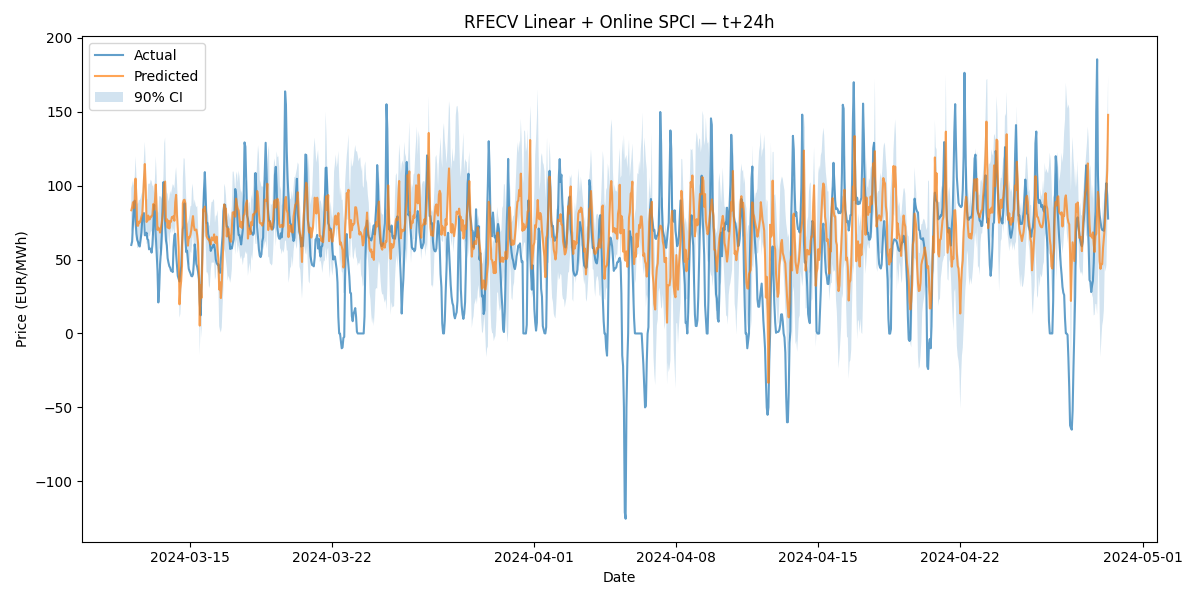 RFECV Linear + Online SPCI — t+24h
Actual
Predicted
90% CI
Price (EUR/MWh)
200
150
100
50
0
−50
−100
2024-03-15
2024-03-22
2024-04-01
2024-04-08
2024-04-15
2024-04-22
2024-05-01
Date